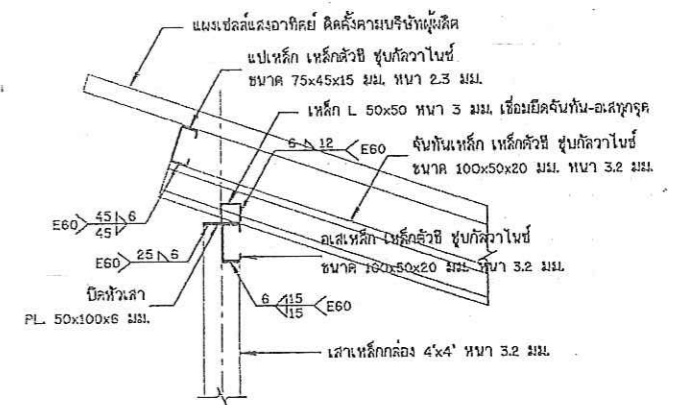 แผงเซลล์แสงอาทิตย์ ติดตั้งตามบริษัทผู้ผลิต
แปเหล็ก เหล็กตัวซี ชุบกัลวาไนซ์
ขนาด 75x45x15 มม. หนา 2.3 มม.
เหล็ก L 50x50 หนา 3 มม. เชื่อมยึดจันทัน-อเสทุกจุด
6 12 E60
จันทันเหล็ก เหล็กตัวซี ชุบกัลวาไนซ์
ขนาด 100x50x20 มม. หนา 3.2 มม.
E60 45 6
45
E60 25 6
อเสเหล็ก เหล็กตัวซี ชุบกัลวาไนซ์
ขนาด 100x50x20 มม. หนา 3.2 มม.
ปิดหัวเสา
PL. 50x100x6 มม.
6 15 E60
15
เสาเหล็กกล่อง 4'x4' หนา 3.2 มม.